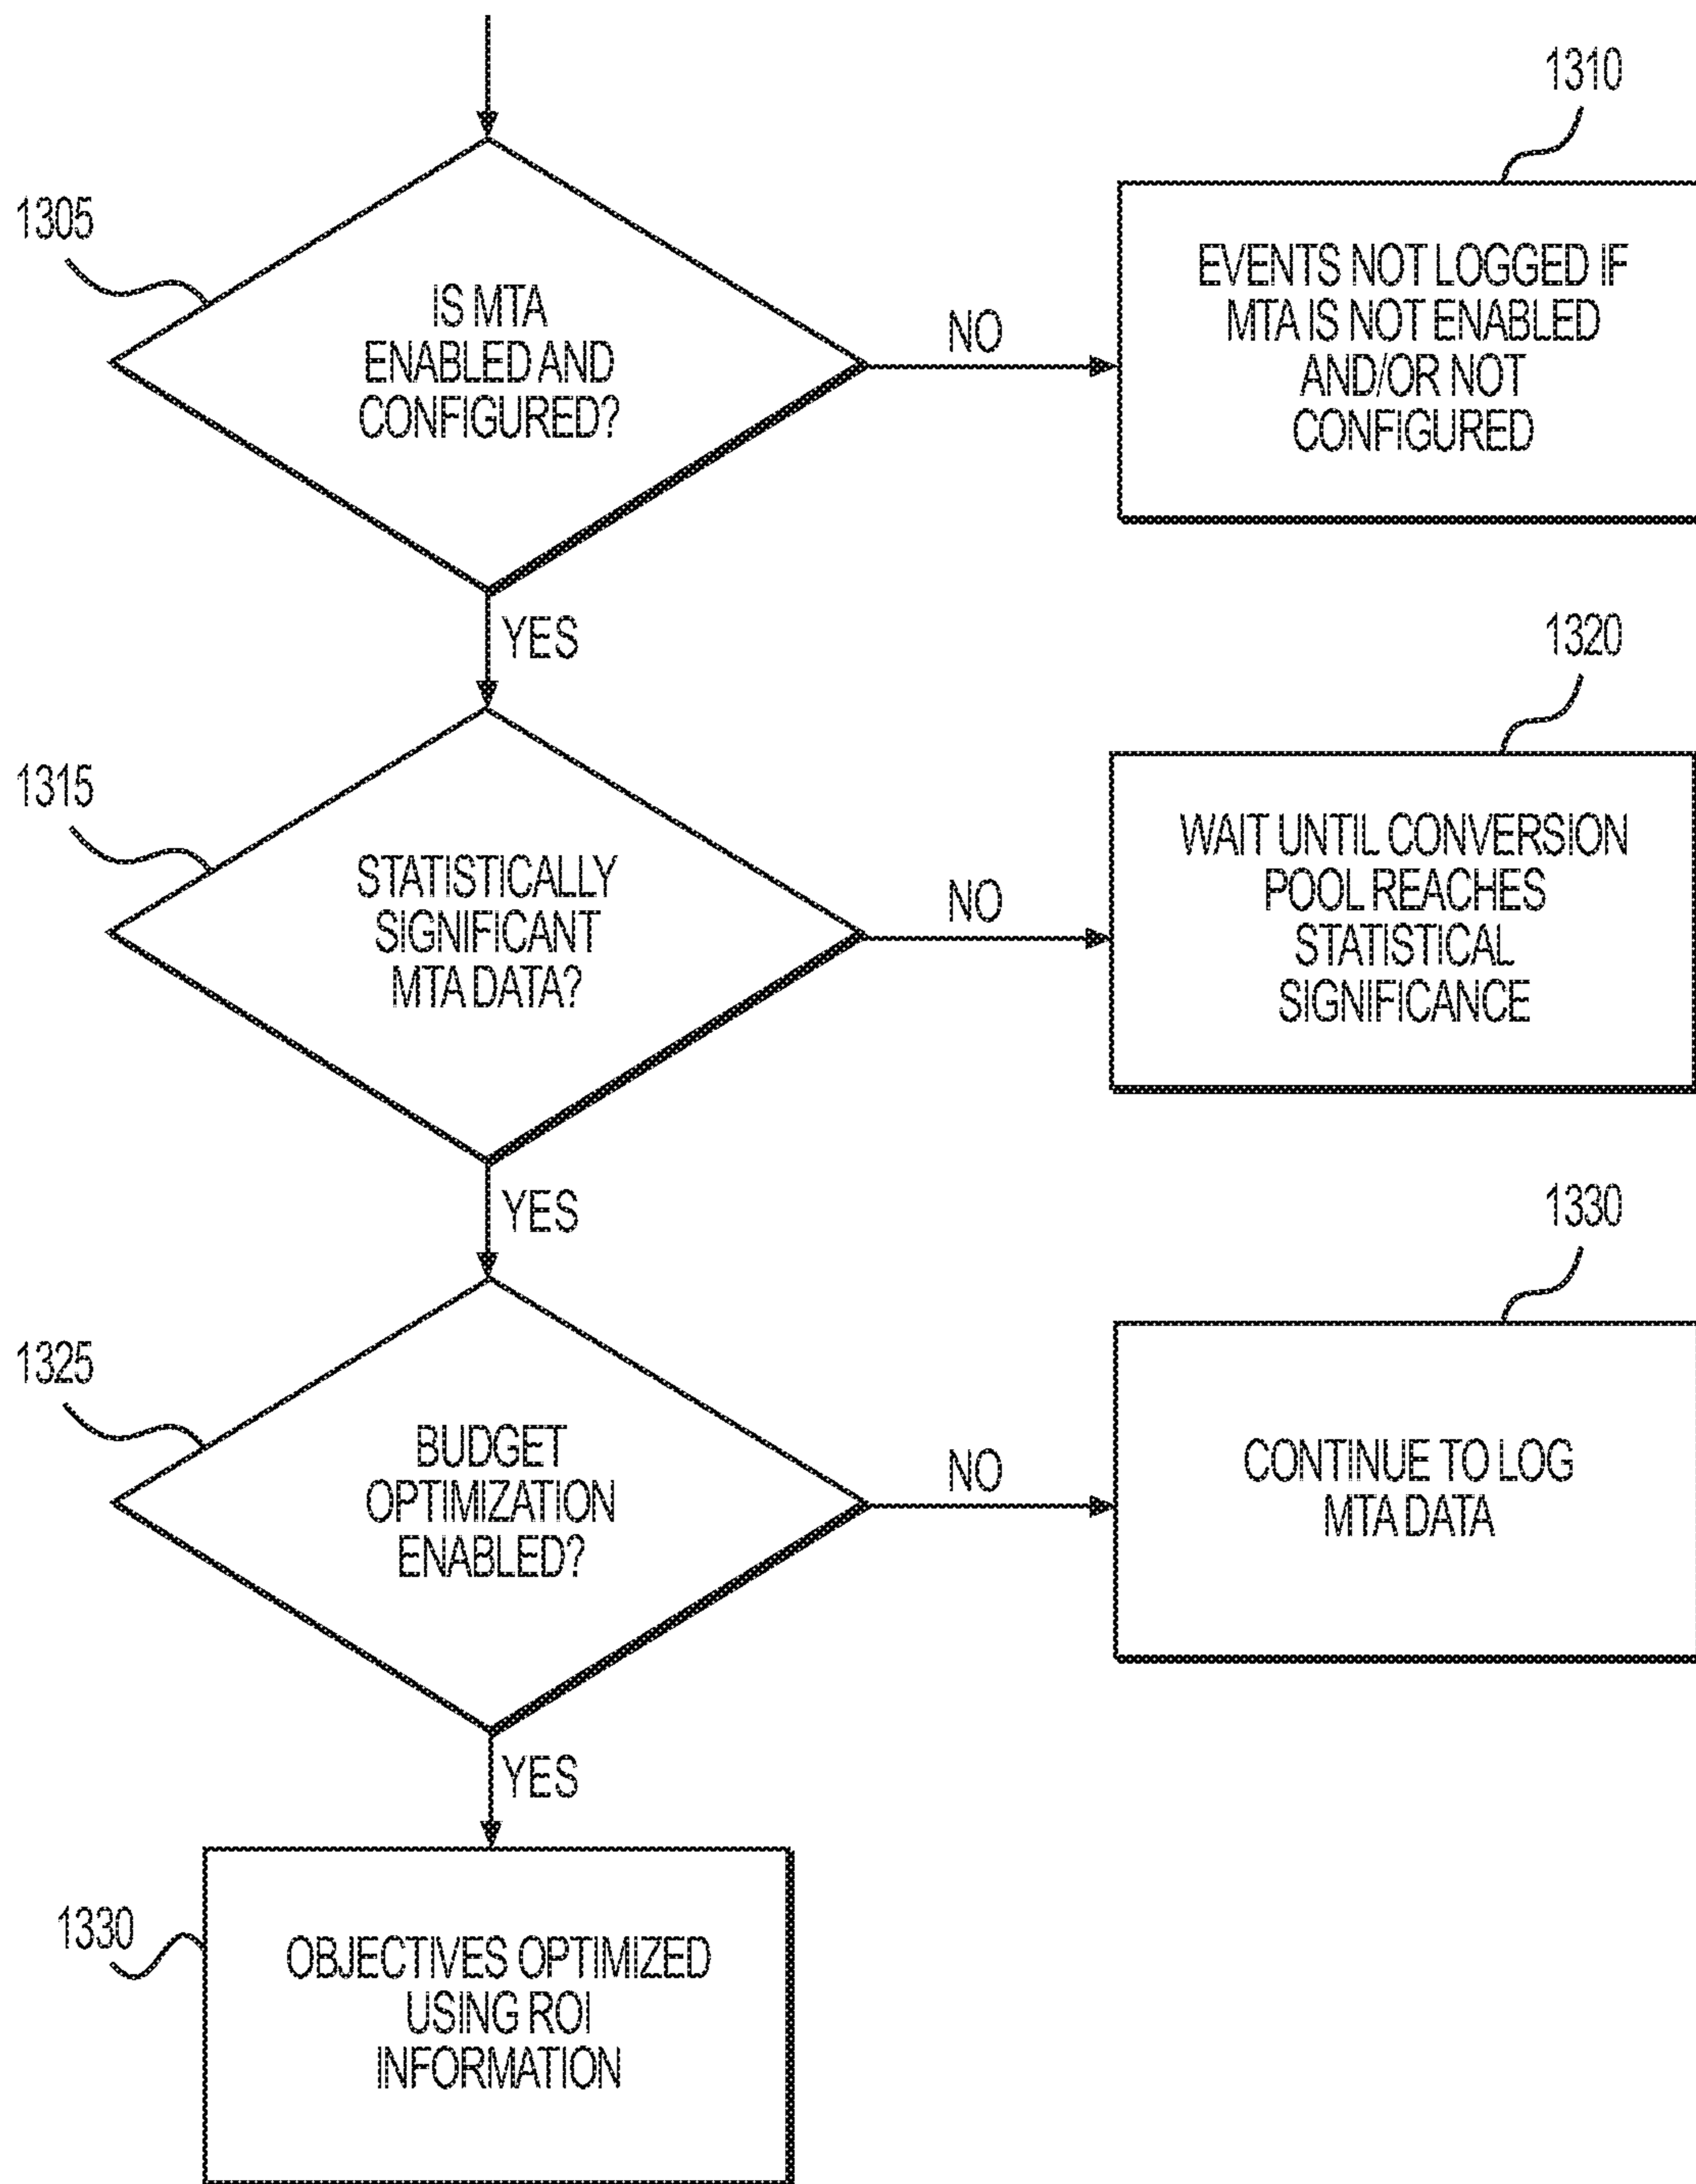 1310
1305
IS MTA
ENABLED AND
CONFIGURED?
NO
EVENTS NOT LOGGED IF
MTA IS NOT ENABLED
AND/OR NOT
CONFIGURED
YES
1320
1315
STATISTICALLY
SIGNIFICANT
MTA DATA?
NO
WAIT UNTIL CONVERSION
POOL REACHES
STATISTICAL
SIGNIFICANCE
YES
1330
1325
BUDGET
OPTIMIZATION
ENABLED?
NO
CONTINUE TO LOG
MTA DATA
YES
1330
OBJECTIVES OPTIMIZED
USING ROI
INFORMATION